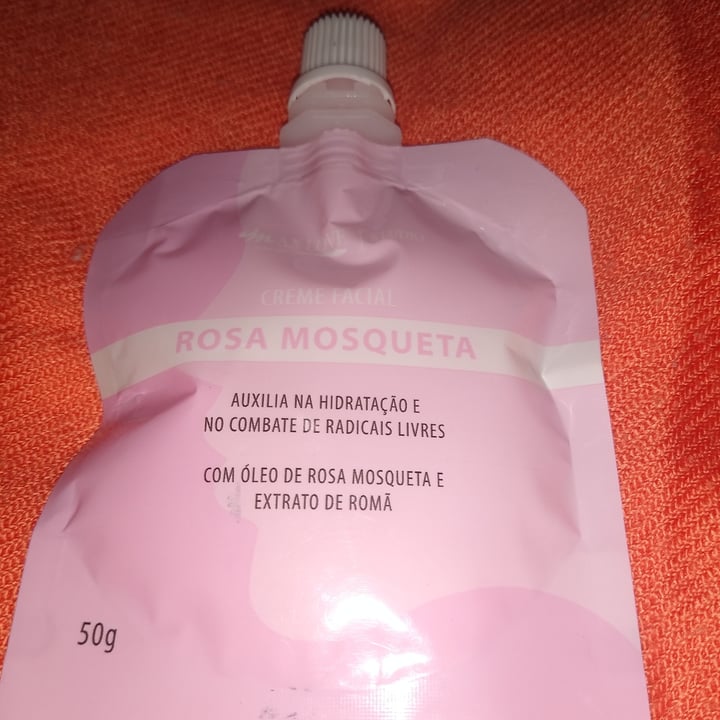 CREME FACIAL
ROSA MOSQUETA
AUXILIA NA HIDRATAÇÃO E
NO COMBATE DE RADICAIS LIVRES
COM ÓLEO DE ROSA MOSQUETA E
EXTRATO DE ROMÃ
50g